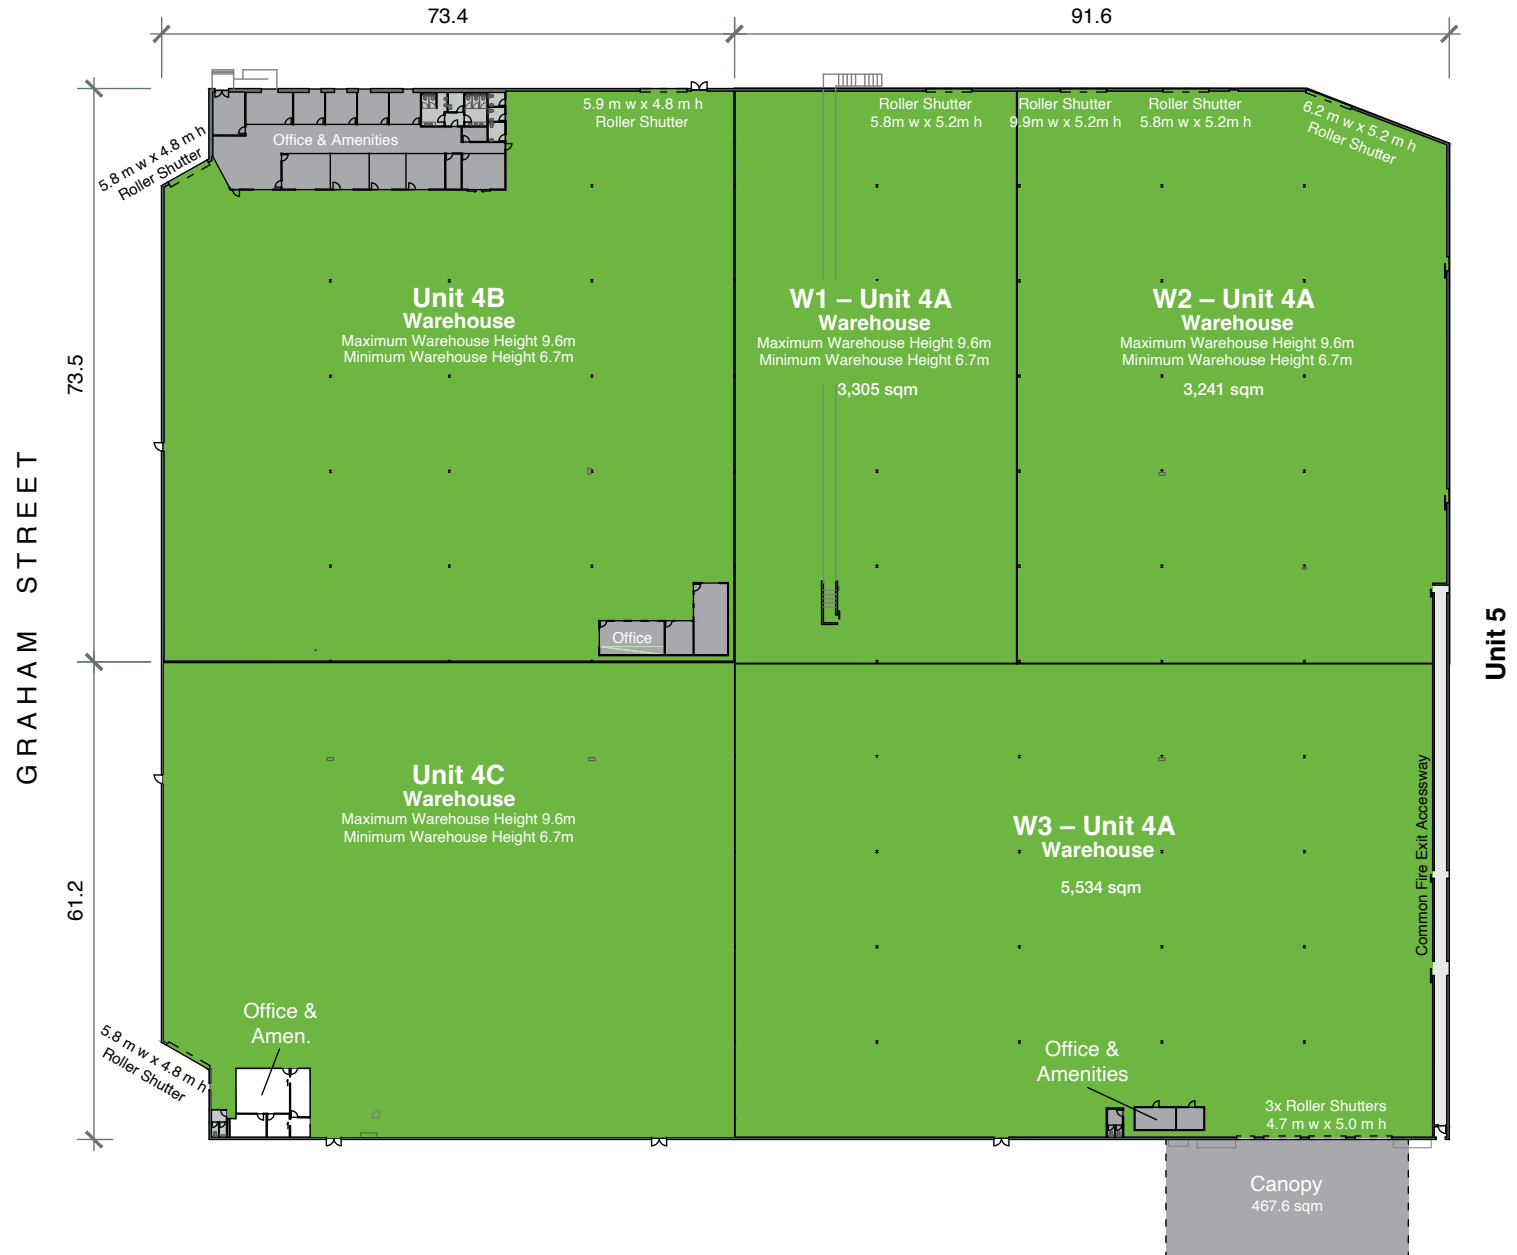 73.4
91.6
5.9 m w x 4.8 m h
Roller Shutter
Roller Shutter
5.8m w x 5.2m h
Roller Shutter
9.9m w x 5.2m h
Roller Shutter
5.8m w x 5.2m h
6.2 m w x 5.2 m h
Roller Shutter
Office & Amenities
5.8 m w x 4.8 m h
Roller Shutter
Unit 4B
Warehouse
Maximum Warehouse Height 9.6m
Minimum Warehouse Height 6.7m
W1 – Unit 4A
Warehouse
Maximum Warehouse Height 9.6m
Minimum Warehouse Height 6.7m
3,305 sqm
W2 – Unit 4A
Warehouse
Maximum Warehouse Height 9.6m
Minimum Warehouse Height 6.7m
3,241 sqm
73.5
GRAHAM STREET
Office
Unit 5
Unit 4C
Warehouse
Maximum Warehouse Height 9.6m
Minimum Warehouse Height 6.7m
W3 – Unit 4A
Warehouse
5,534 sqm
Common Fire Exit Accessway
61.2
Office &
Amen.
5.8 m w x 4.8 m h
Roller Shutter
Office &
Amenities
3x Roller Shutters
4.7 m w x 5.0 m h
Canopy
467.6 sqm